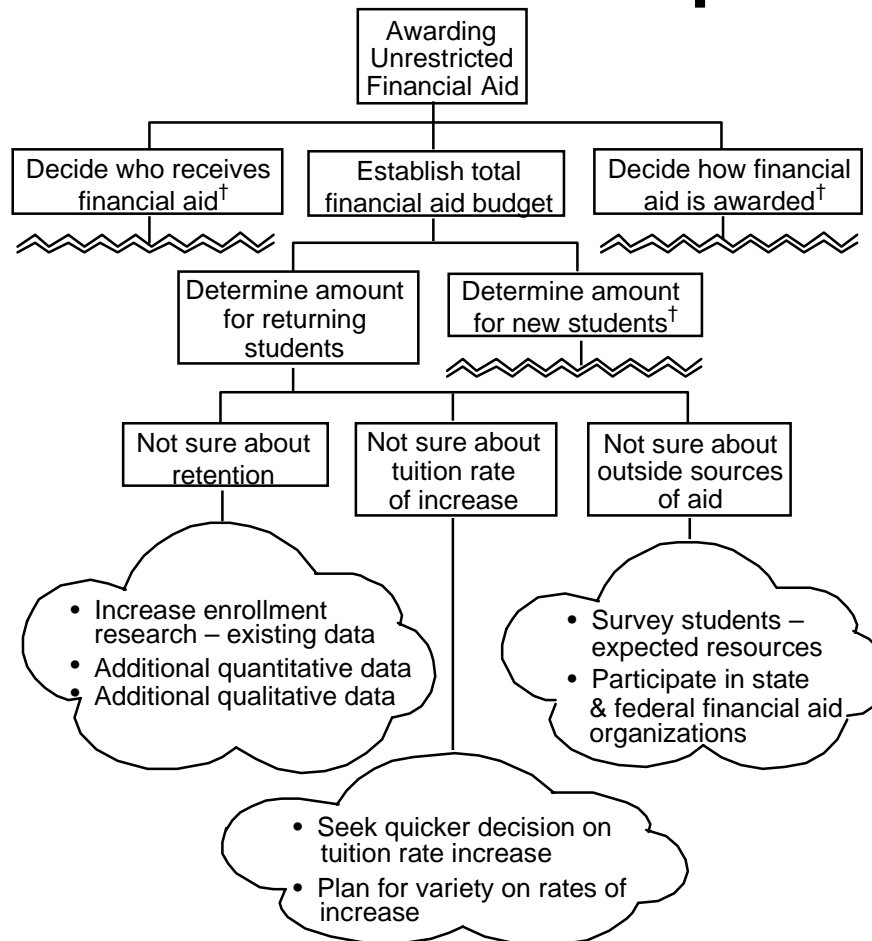 Awarding
Unrestricted
Financial Aid
Decide who receives
financial aid†
Establish total
financial aid budget
Decide how financial
aid is awarded†
Determine amount
for returning
students
Determine amount
for new students†
Not sure about
retention
Not sure about
tuition rate
of increase
Not sure about
outside sources
of aid
• Increase enrollment
research – existing data
• Additional quantitative data
• Additional qualitative data
• Survey students –
expected resources
• Participate in state
& federal financial aid
organizations
• Seek quicker decision on
tuition rate increase
• Plan for variety on rates of
increase